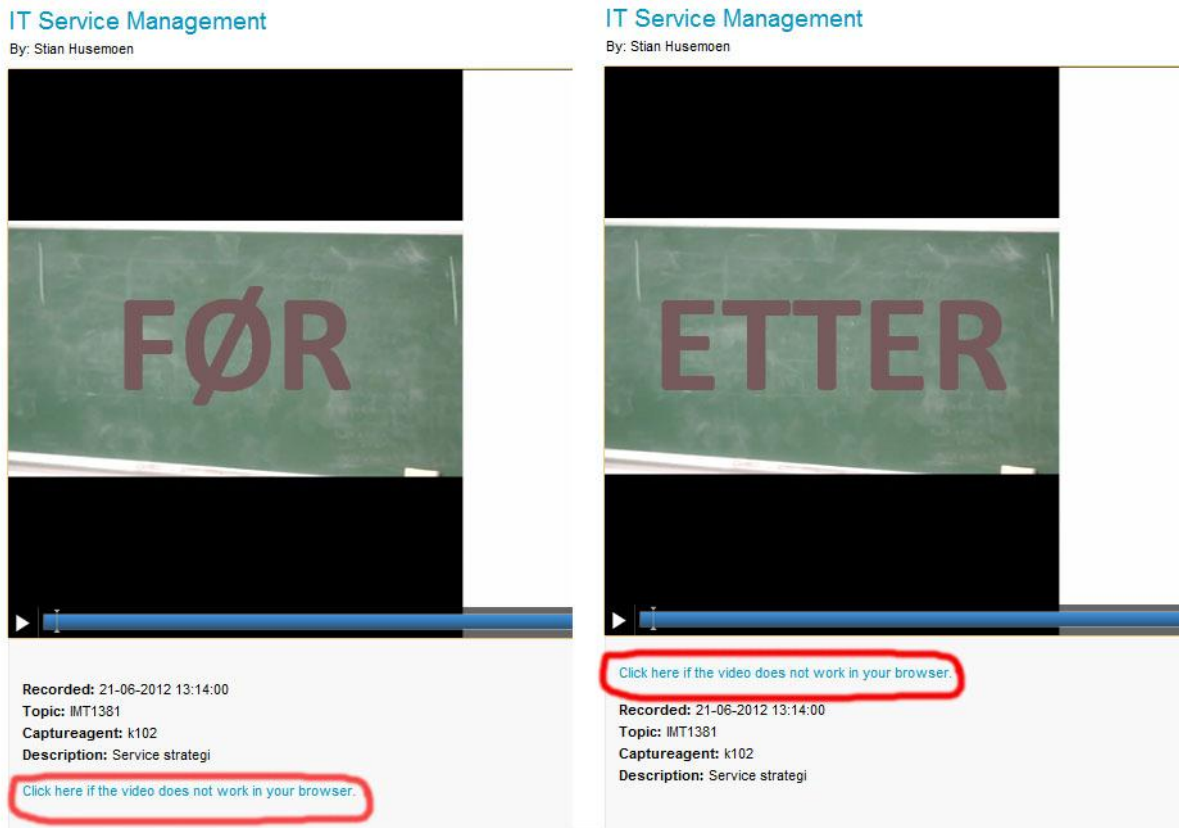 IT Service Management
By: Stian Husemoen
FØR
Recorded: 21-06-2012 13:14:00
Topic: IMT1381
Captureagent: k102
Description: Service strategi
Click here if the video does not work in your browser.
IT Service Management
By: Stian Husemoen
ETTER
Click here if the video does not work in your browser.
Recorded: 21-06-2012 13:14:00
Topic: IMT1381
Captureagent: k102
Description: Service strategi